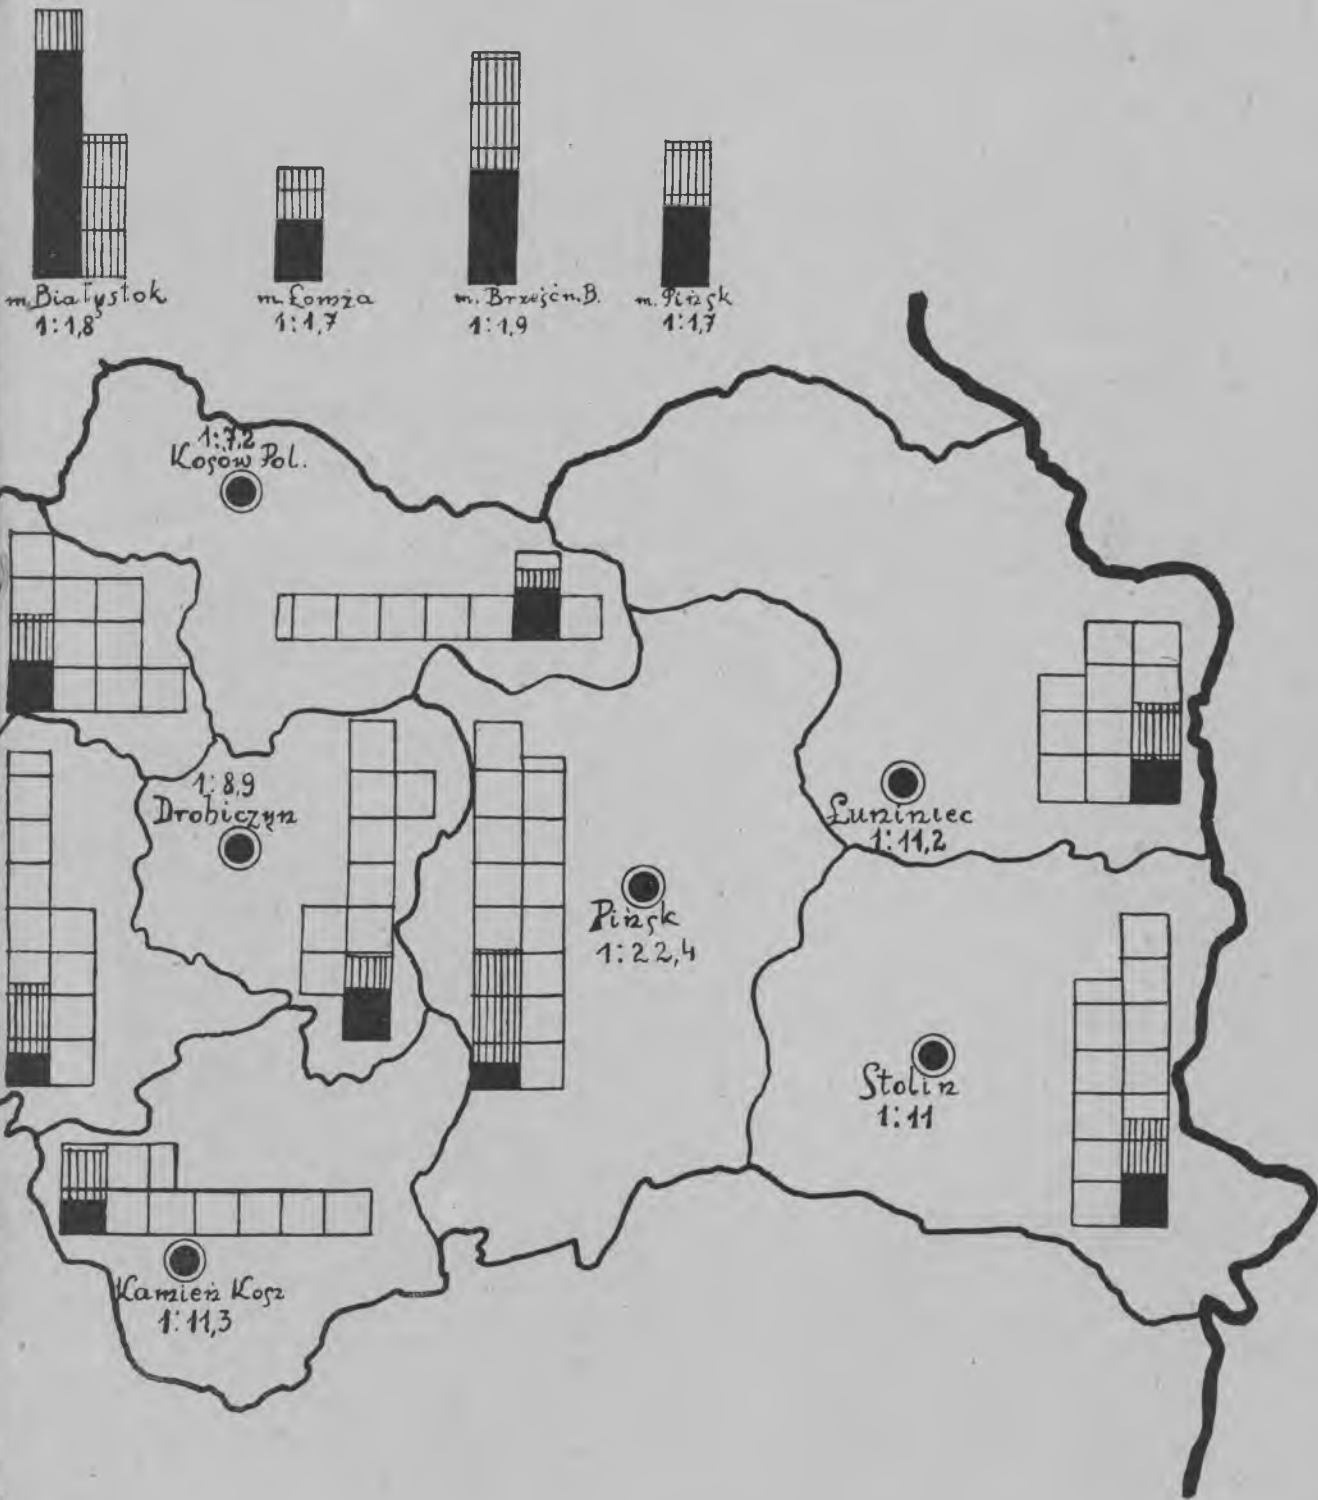 m. Białystok
1:1,8
m. Łomża
1:1,7
m. Brześć n. B.
1:1,9
m. Pińsk
1:1,7
1:7,2
Kosów Pol.
1:8,9
Drohiczyn
Łuniniec
1:11,2
Pińsk
1:22,4
Stolin
1:11
Kamień Kosz
1:11,3